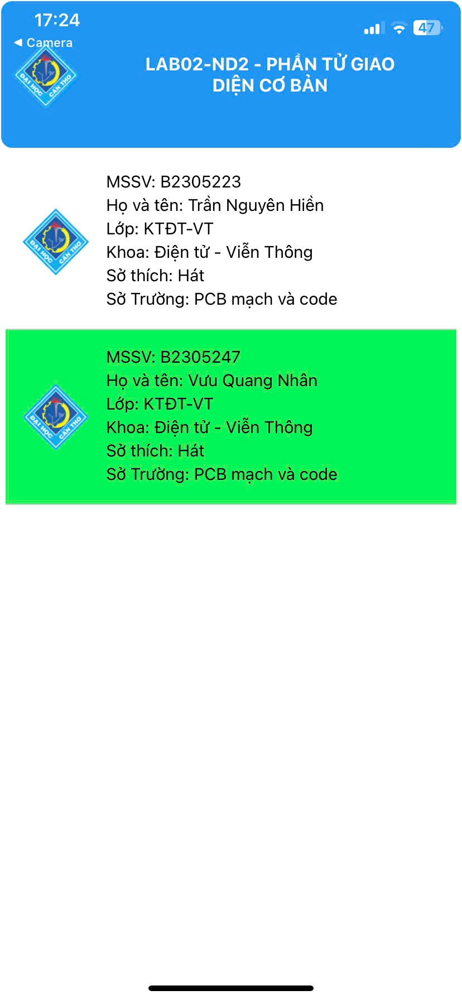 17:24
47
◀ Camera
ĐẠI HỌC CẦN THƠ
LAB02-ND2 - PHẦN TỬ GIAO
DIỆN CƠ BẢN
MSSV: B2305223
Họ và tên: Trần Nguyên Hiền
Lớp: KTĐT-VT
Khoa: Điện tử - Viễn Thông
Sở thích: Hát
Sở Trường: PCB mạch và code
ĐẠI HỌC CẦN THƠ
MSSV: B2305247
Họ và tên: Vưu Quang Nhân
Lớp: KTĐT-VT
Khoa: Điện tử - Viễn Thông
Sở thích: Hát
Sở Trường: PCB mạch và code
ĐẠI HỌC CẦN THƠ